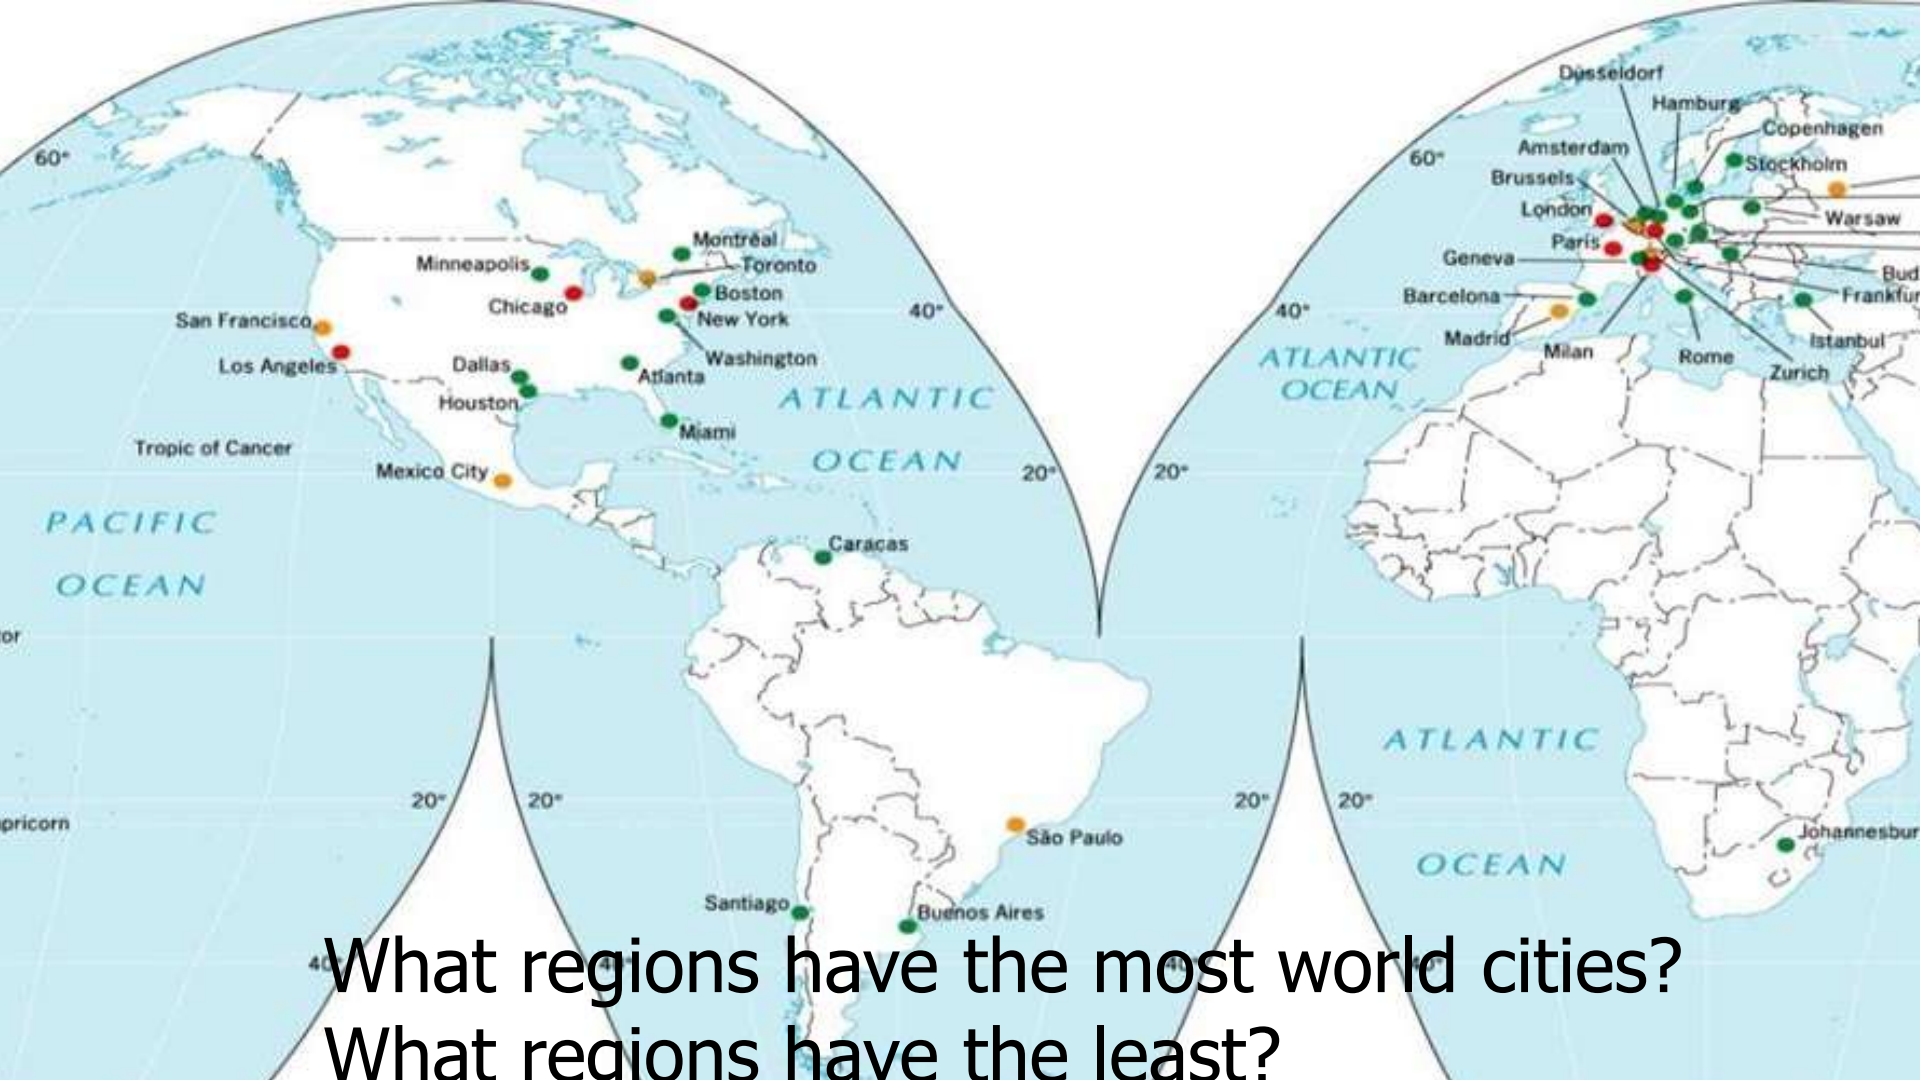 Düsseldorf
Hamburg
Copenhagen
Amsterdam
60°
60°
Stockholm
Brussels
London
Warsaw
Montréal
Paris
Minneapolis
Toronto
Geneva
Bud
Boston
Barcelona
Frankfur
Chicago
40°
40°
San Francisco
New York
Madrid
Istanbul
Milan
Rome
Washington
ATLANTIC
OCEAN
Los Angeles
Dallas
Zurich
Atlanta
Houston
ATLANTIC
OCEAN
Miami
Tropic of Cancer
Mexico City
20°
20°
PACIFIC
OCEAN
Caracas
or
ATLANTIC
OCEAN
20°
20°
20°
20°
pricorn
São Paulo
Johannesbur
Santiago
Buenos Aires
What regions have the most world cities?
What regions have the least?